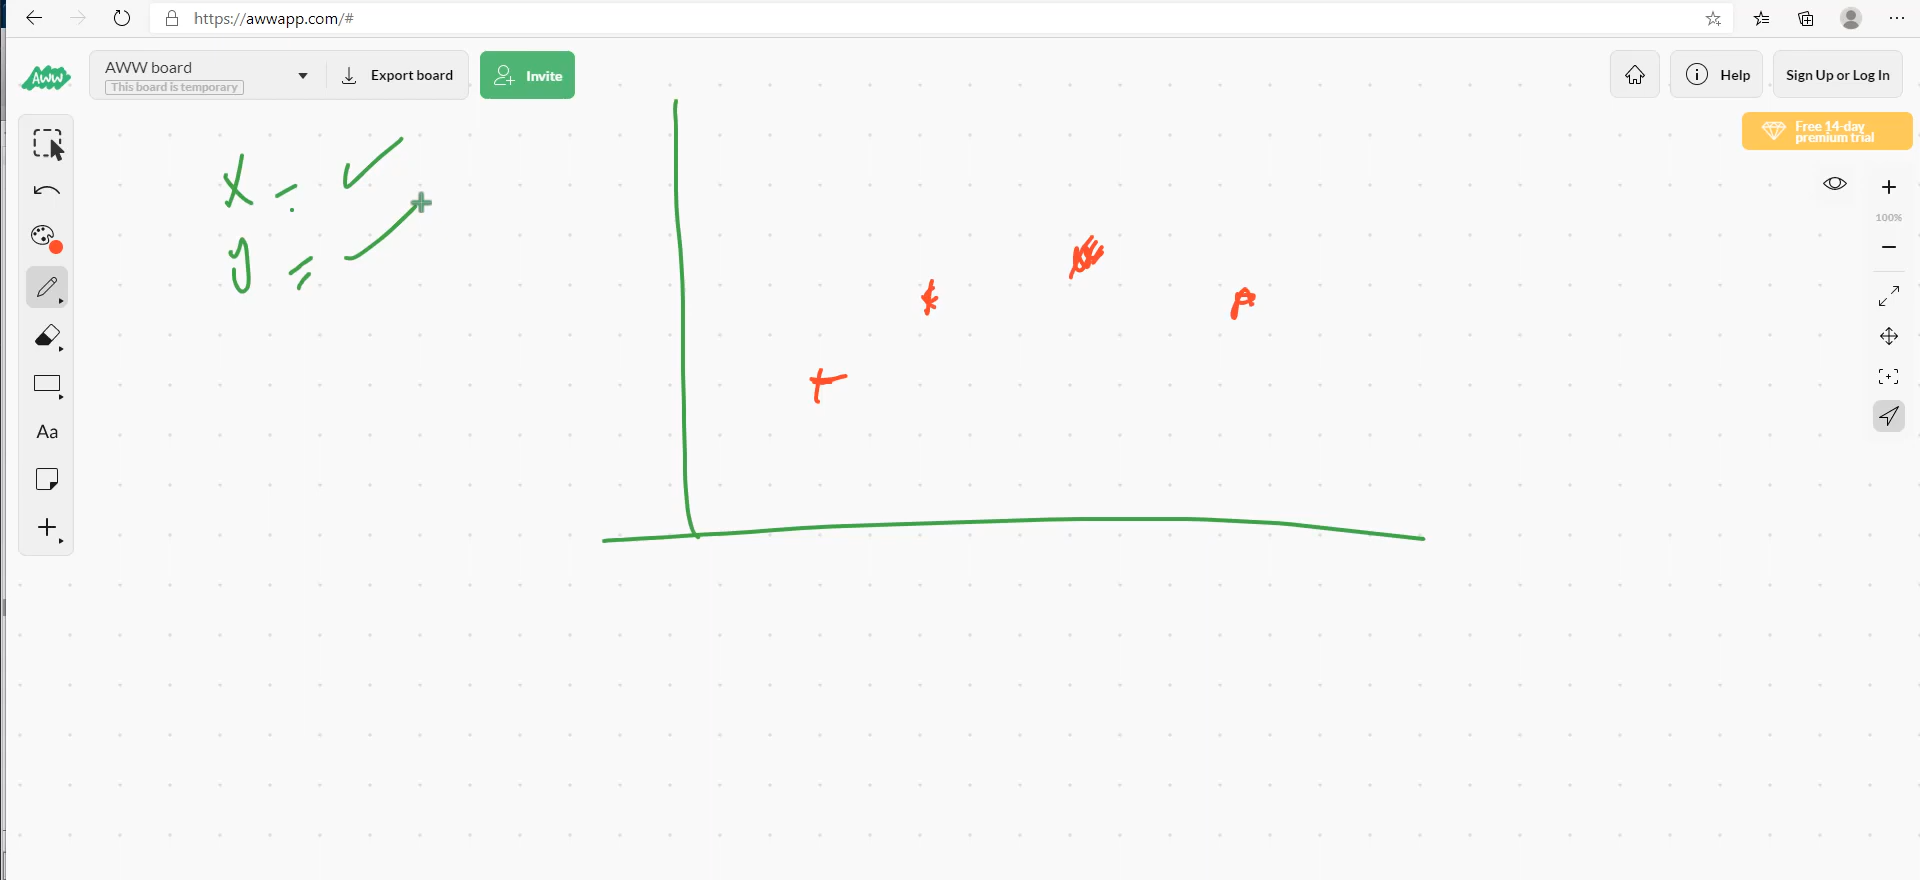 https://awwapp.com/#
AWW
AWW board
This board is temporary
Export board
Invite
Help
Sign Up or Log In
Free 14-day
premium trial
100%
Aa
x =
y =